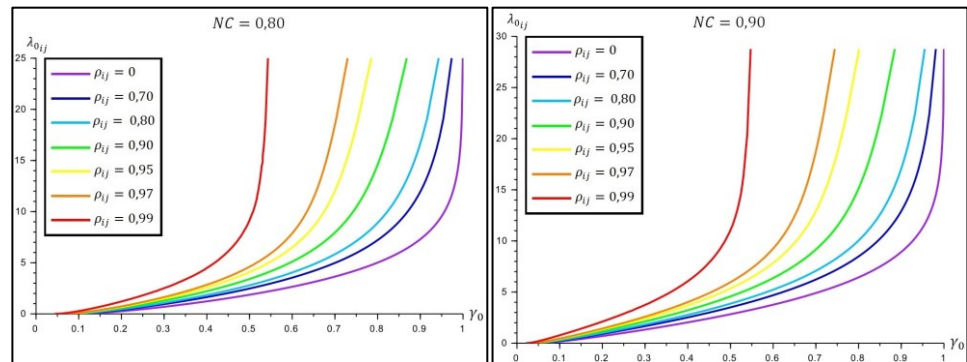 NC = 0,80
λ₀ᵢⱼ
25
20
15
10
5
0
ρᵢⱼ = 0
ρᵢⱼ = 0,70
ρᵢⱼ = 0,80
ρᵢⱼ = 0,90
ρᵢⱼ = 0,95
ρᵢⱼ = 0,97
ρᵢⱼ = 0,99
0 0.1 0.2 0.3 0.4 0.5 0.6 0.7 0.8 0.9 1 γ₀
NC = 0,90
λ₀ᵢⱼ
30
25
20
15
10
5
0
ρᵢⱼ = 0
ρᵢⱼ = 0,70
ρᵢⱼ = 0,80
ρᵢⱼ = 0,90
ρᵢⱼ = 0,95
ρᵢⱼ = 0,97
ρᵢⱼ = 0,99
0 0.1 0.2 0.3 0.4 0.5 0.6 0.7 0.8 0.9 1 γ₀